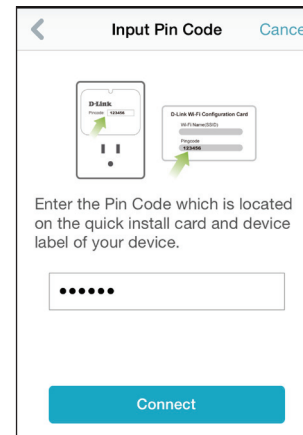 Input Pin Code
Cance
D-Link
Pincode 123456
D-Link Wi-Fi Configuration Card
Wi-Fi Name(SSID)
Pingcode
123456
Enter the Pin Code which is located
on the quick install card and device
label of your device.
••••••
Connect